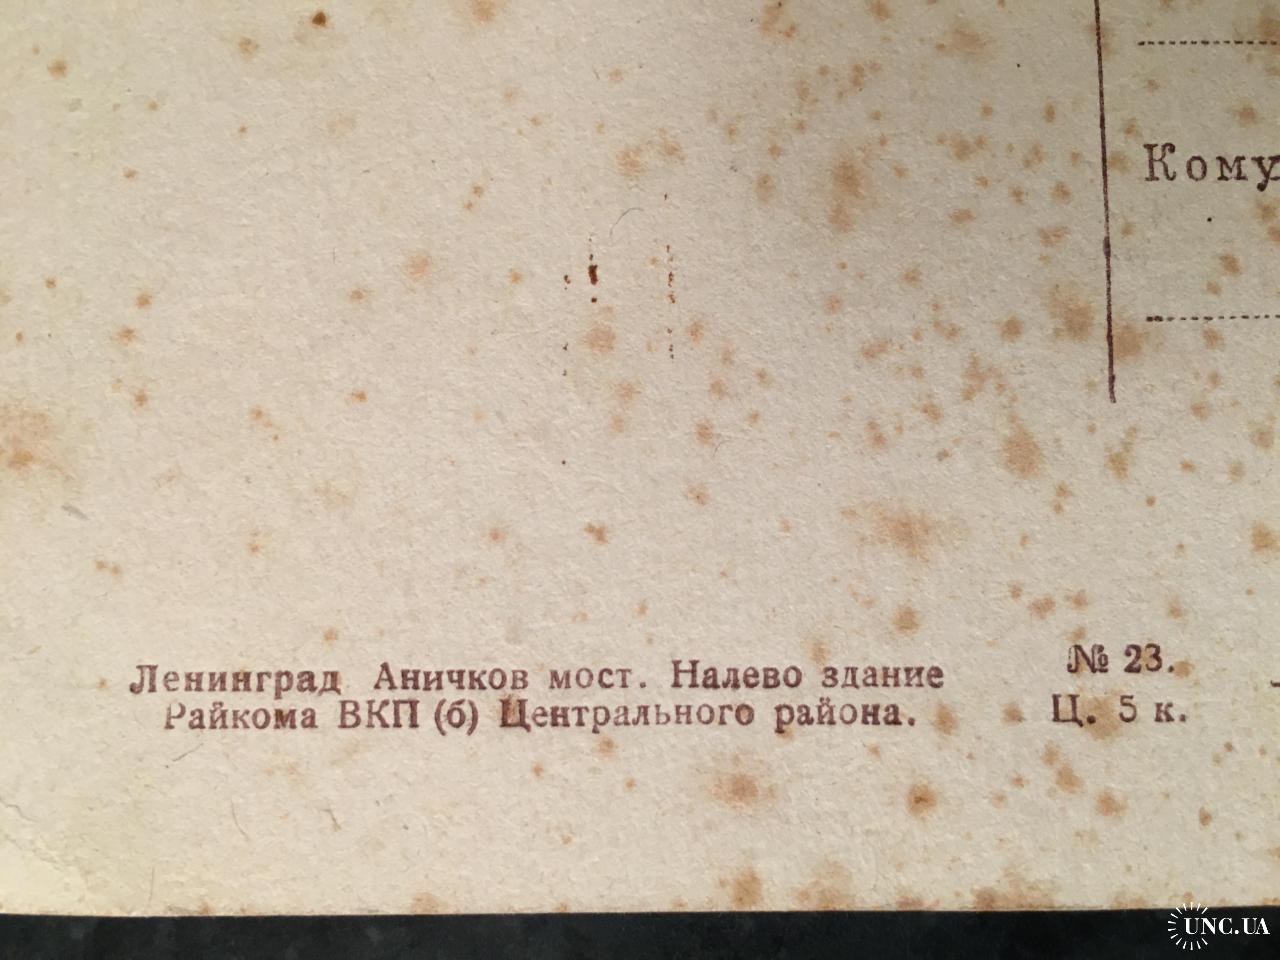 Кому
Ленинград Аничков мост. Налево здание
Райкома ВКП (б) Центрального района.
№ 23.
Ц. 5 к.
UNC.UA